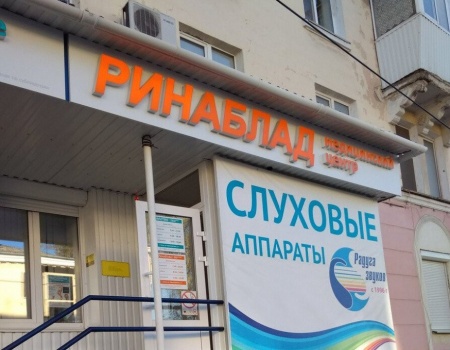 РИНАБЛАД
медицинский
центр
СЛУХОВЫЕ
АППАРАТЫ
Радуга
звуков